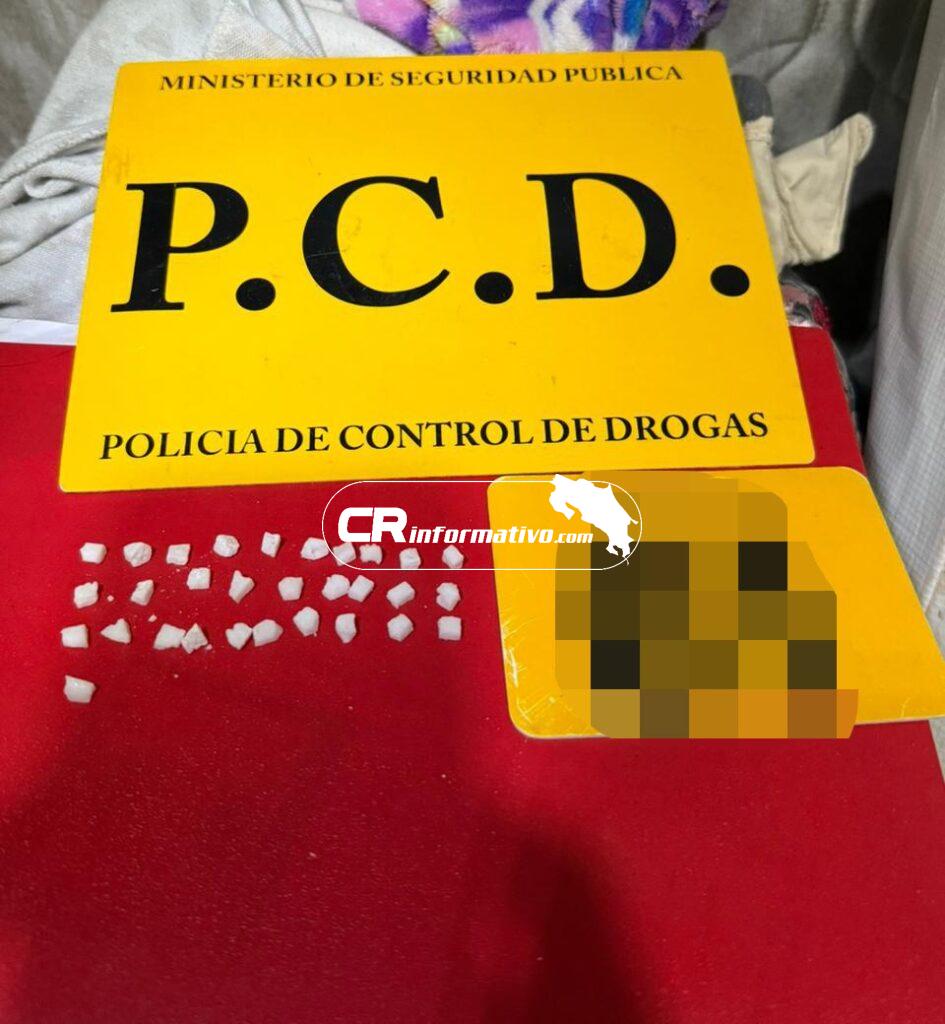 MINISTERIO DE SEGURIDAD PUBLICA
P.C.D.
POLICIA DE CONTROL DE DROGAS
CRinformativo.com